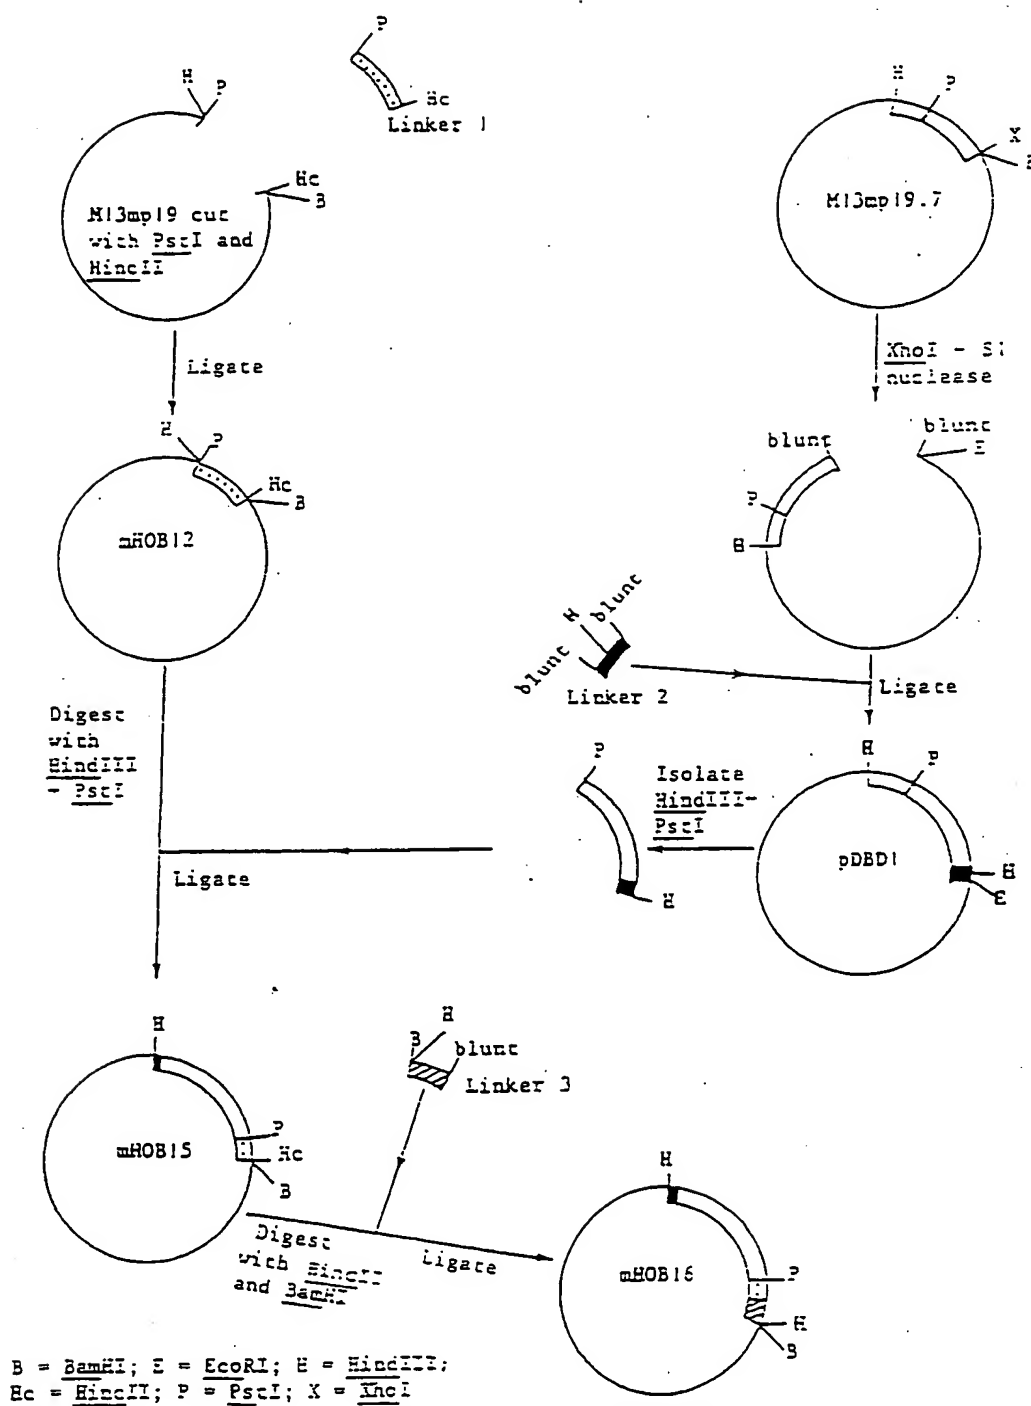 P
H
P
Hc
Linker 1
H
P
X
E
Hc
B
M13mp19 cut
with PstI and
HincII
M13mp19.7
Ligate
XhoI - S1
nuclease
H
P
Hc
B
mHOB12
blunt
blunt
E
P
H
blunt
H
blunt
Linker 2
Ligate
Digest
with
HindIII
- PstI
Ligate
P
H
Isolate
HindIII-
PstI
H
P
pDBD1
H
E
H
P
Hc
B
mHOB15
B
H
blunt
Linker 3
Digest
with HincII
and BamHI
Ligate
H
P
H
B
mHOB16
B = BamHI; E = EcoRI; H = HindIII;
Hc = HincII; P = PstI; X = XhoI